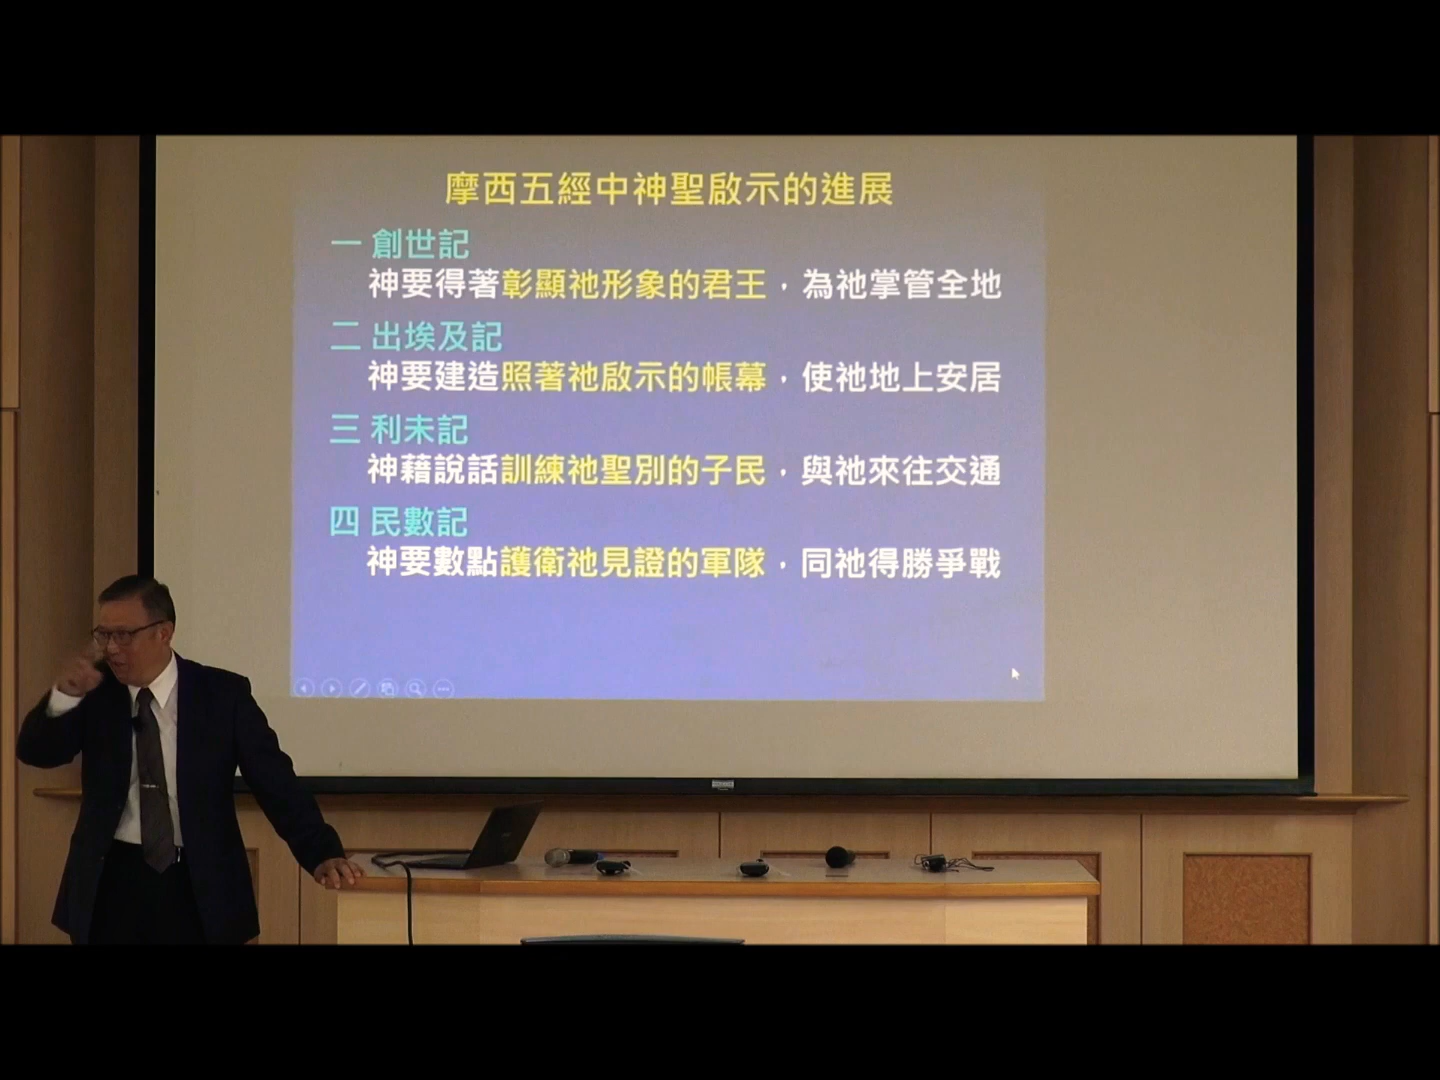 摩西五經中神聖啟示的進展
一 創世記
神要得著彰顯祂形象的君王，為祂掌管全地
二 出埃及記
神要建造照著祂啟示的帳幕，使祂地上安居
三 利未記
神藉說話訓練祂聖別的子民，與祂來往交通
四 民數記
神要數點護衛祂見證的軍隊，同祂得勝爭戰